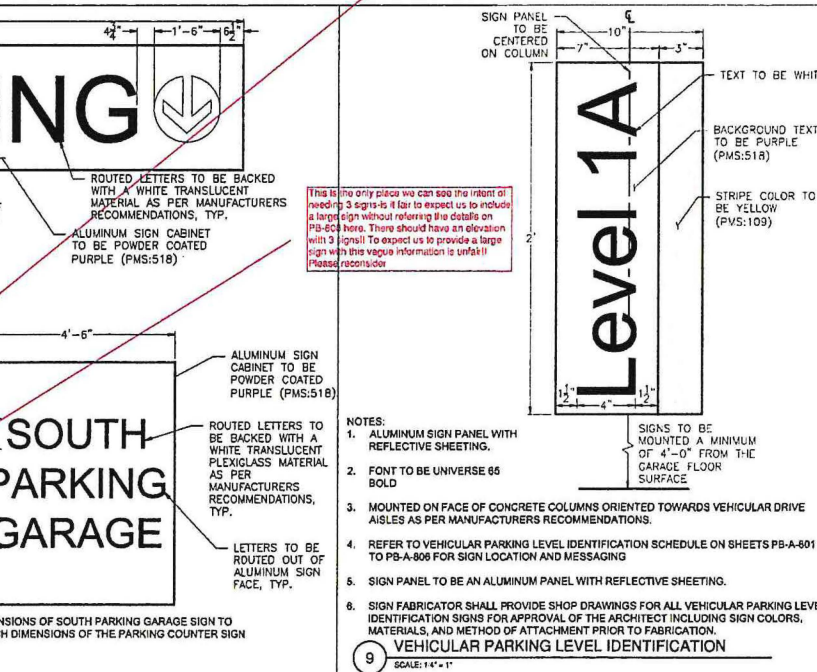 4 3/4"
1'-6"
6 1/2"
NG
ROUTED LETTERS TO BE BACKED
WITH A WHITE TRANSLUCENT
MATERIAL AS PER MANUFACTURERS
RECOMMENDATIONS, TYP.
ALUMINUM SIGN CABINET
TO BE POWDER COATED
PURPLE (PMS:518)
This is the only place we can see the intent of
needing 3 signs-is it fair to expect us to include
a large sign without referring the details on
here. There should have an elevation
with 3 signs!! To expect us to provide a large
sign with this vague information is unfair!!
Please reconsider
4'-6"
SOUTH
PARKING
GARAGE
ALUMINUM SIGN
CABINET TO BE
POWDER COATED
PURPLE (PMS:518)
ROUTED LETTERS TO
BE BACKED WITH A
WHITE TRANSLUCENT
PLEXIGLASS MATERIAL
AS PER
MANUFACTURERS
RECOMMENDATIONS,
TYP.
LETTERS TO BE
ROUTED OUT OF
ALUMINUM SIGN
FACE, TYP.
NSIONS OF SOUTH PARKING GARAGE SIGN TO
H DIMENSIONS OF THE PARKING COUNTER SIGN
SIGN PANEL
TO BE
CENTERED
ON COLUMN
10"
7"
3"
2'
Level 1A
TEXT TO BE WHIT
BACKGROUND TEXT
TO BE PURPLE
(PMS:518)
STRIPE COLOR TO
BE YELLOW
(PMS:109)
1 1/2"
4"
1 1/2"
SIGNS TO BE
MOUNTED A MINIMUM
OF 4'-0" FROM THE
GARAGE FLOOR
SURFACE
NOTES:
1. ALUMINUM SIGN PANEL WITH
REFLECTIVE SHEETING.
2. FONT TO BE UNIVERSE 65
BOLD
3. MOUNTED ON FACE OF CONCRETE COLUMNS ORIENTED TOWARDS VEHICULAR DRIVE
AISLES AS PER MANUFACTURERS RECOMMENDATIONS.
4. REFER TO VEHICULAR PARKING LEVEL IDENTIFICATION SCHEDULE ON SHEETS PB-A-601
TO PB-A-806 FOR SIGN LOCATION AND MESSAGING
5. SIGN PANEL TO BE AN ALUMINUM PANEL WITH REFLECTIVE SHEETING.
6. SIGN FABRICATOR SHALL PROVIDE SHOP DRAWINGS FOR ALL VEHICULAR PARKING LEVE
IDENTIFICATION SIGNS FOR APPROVAL OF THE ARCHITECT INCLUDING SIGN COLORS,
MATERIALS, AND METHOD OF ATTACHMENT PRIOR TO FABRICATION.
9 VEHICULAR PARKING LEVEL IDENTIFICATION
SCALE: 1/4" = 1"